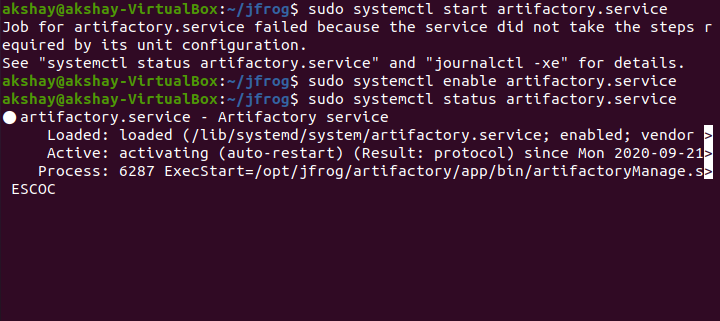 akshay@akshay-VirtualBox:~/jfrog$ sudo systemctl start artifactory.service
Job for artifactory.service failed because the service did not take the steps r
equired by its unit configuration.
See "systemctl status artifactory.service" and "journalctl -xe" for details.
akshay@akshay-VirtualBox:~/jfrog$ sudo systemctl enable artifactory.service
akshay@akshay-VirtualBox:~/jfrog$ sudo systemctl status artifactory.service
● artifactory.service - Artifactory service
Loaded: loaded (/lib/systemd/system/artifactory.service; enabled; vendor >
Active: activating (auto-restart) (Result: protocol) since Mon 2020-09-21>
Process: 6287 ExecStart=/opt/jfrog/artifactory/app/bin/artifactoryManage.s>
ESCOC